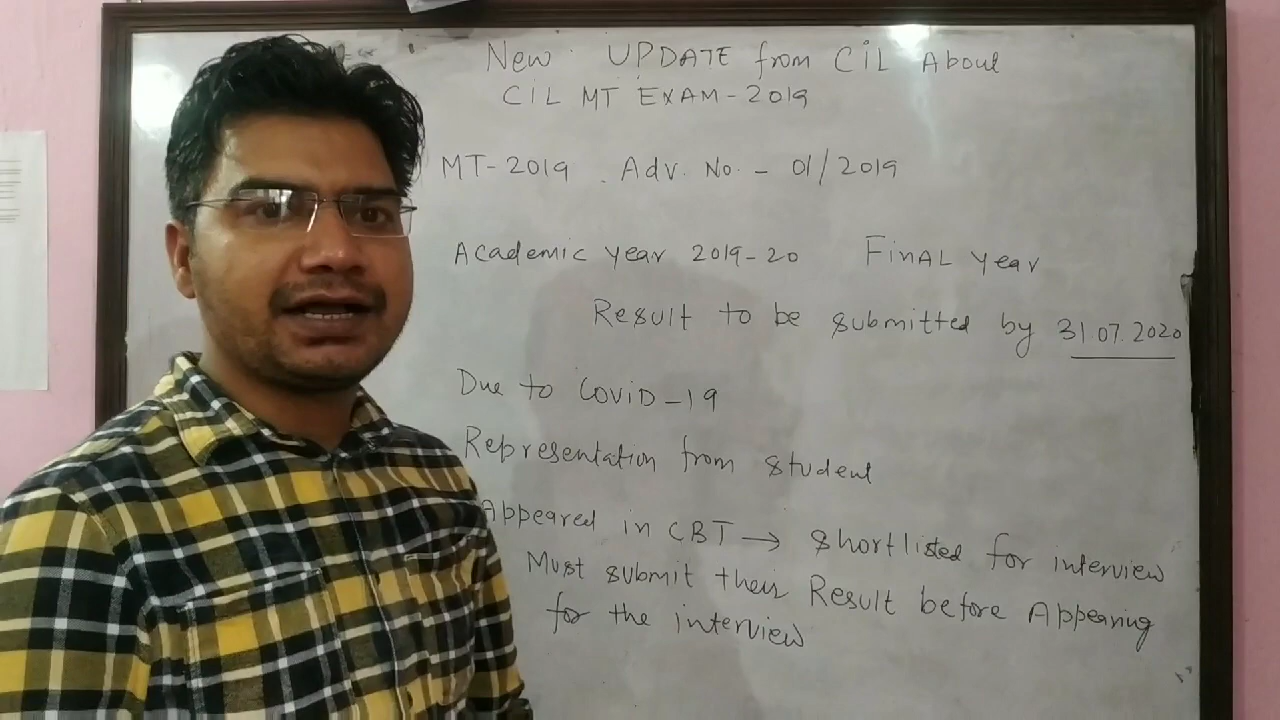 New UPDATE from CIL About
CIL MT EXAM-2019
MT-2019 . Adv. No. - 01/2019
Academic year 2019-20 FINAL year
Result to be submitted by 31.07.2020
Due to COVID-19
Representation from student
Appeared in CBT → shortlisted for interview
Must submit their Result before Appearing
for the interview